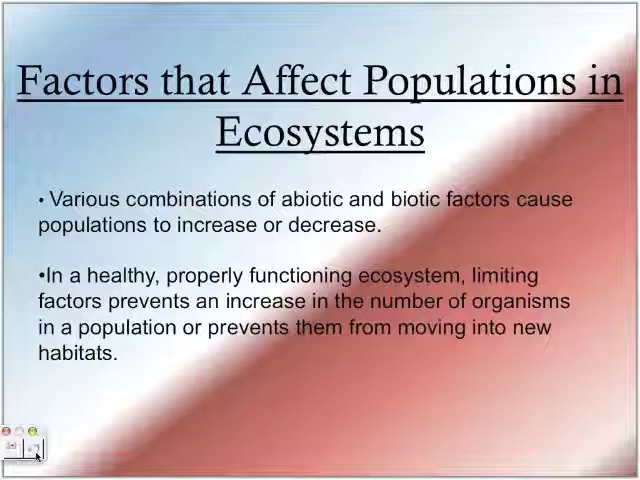 Factors that Affect Populations in
Ecosystems
• Various combinations of abiotic and biotic factors cause
populations to increase or decrease.
•In a healthy, properly functioning ecosystem, limiting
factors prevents an increase in the number of organisms
in a population or prevents them from moving into new
habitats.